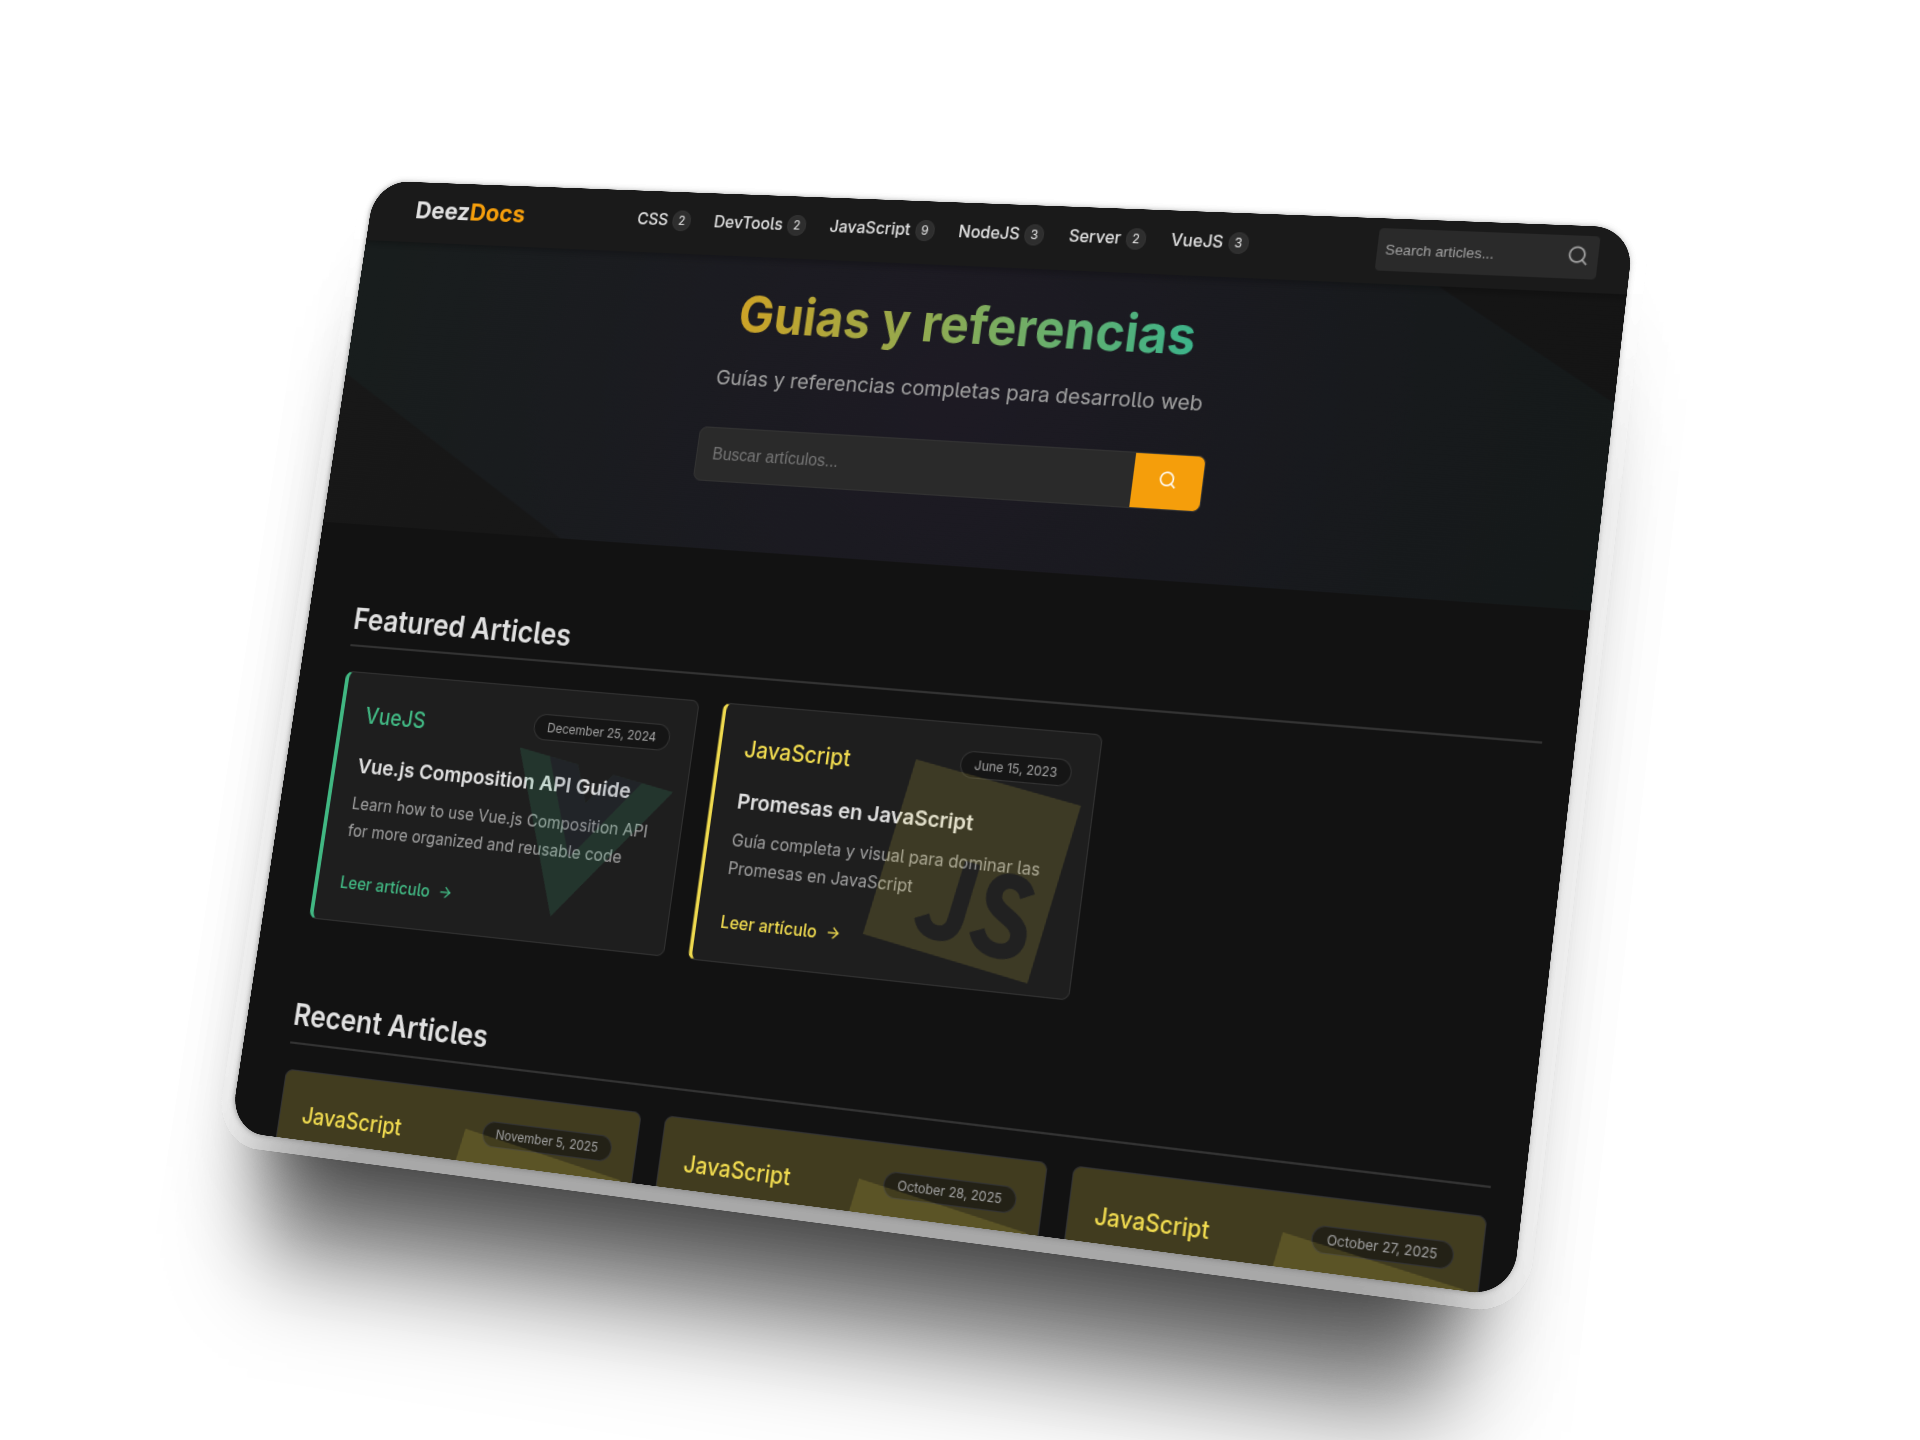 DeezDocs
CSS 2 DevTools 2 JavaScript 9 NodeJS 3 Server 2 VueJS 3
Search articles...
Guias y referencias
Guías y referencias completas para desarrollo web
Buscar artículos...
Featured Articles
VueJS
December 25, 2024
Vue.js Composition API Guide
Learn how to use Vue.js Composition API
for more organized and reusable code
Leer artículo →
JavaScript
June 15, 2023
Promesas en JavaScript
Guía completa y visual para dominar las
Promesas en JavaScript
Leer artículo →
JS
Recent Articles
JavaScript
November 5, 2025
JavaScript
October 28, 2025
JavaScript
October 27, 2025